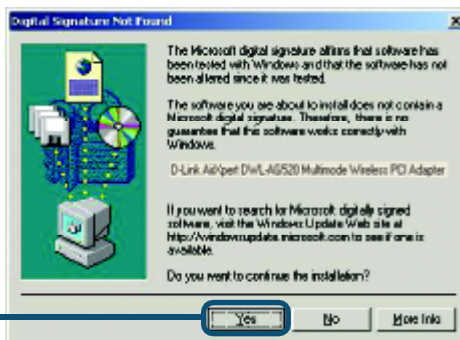 Digital Signature Not Found
The Microsoft digital signature affirms that software has
been tested with Windows and that the software has not
been altered since it was tested.
The software you are about to install does not contain a
Microsoft digital signature. Therefore, there is no
guarantee that this software works correctly with
Windows.
D-Link AirXpert DWL-AG520 Multimode Wireless PCI Adapter
If you want to search for Microsoft digitally signed
software, visit the Windows Update Web site at
http://windowsupdate.microsoft.com to see if one is
available.
Do you want to continue the installation?
Yes No More Info